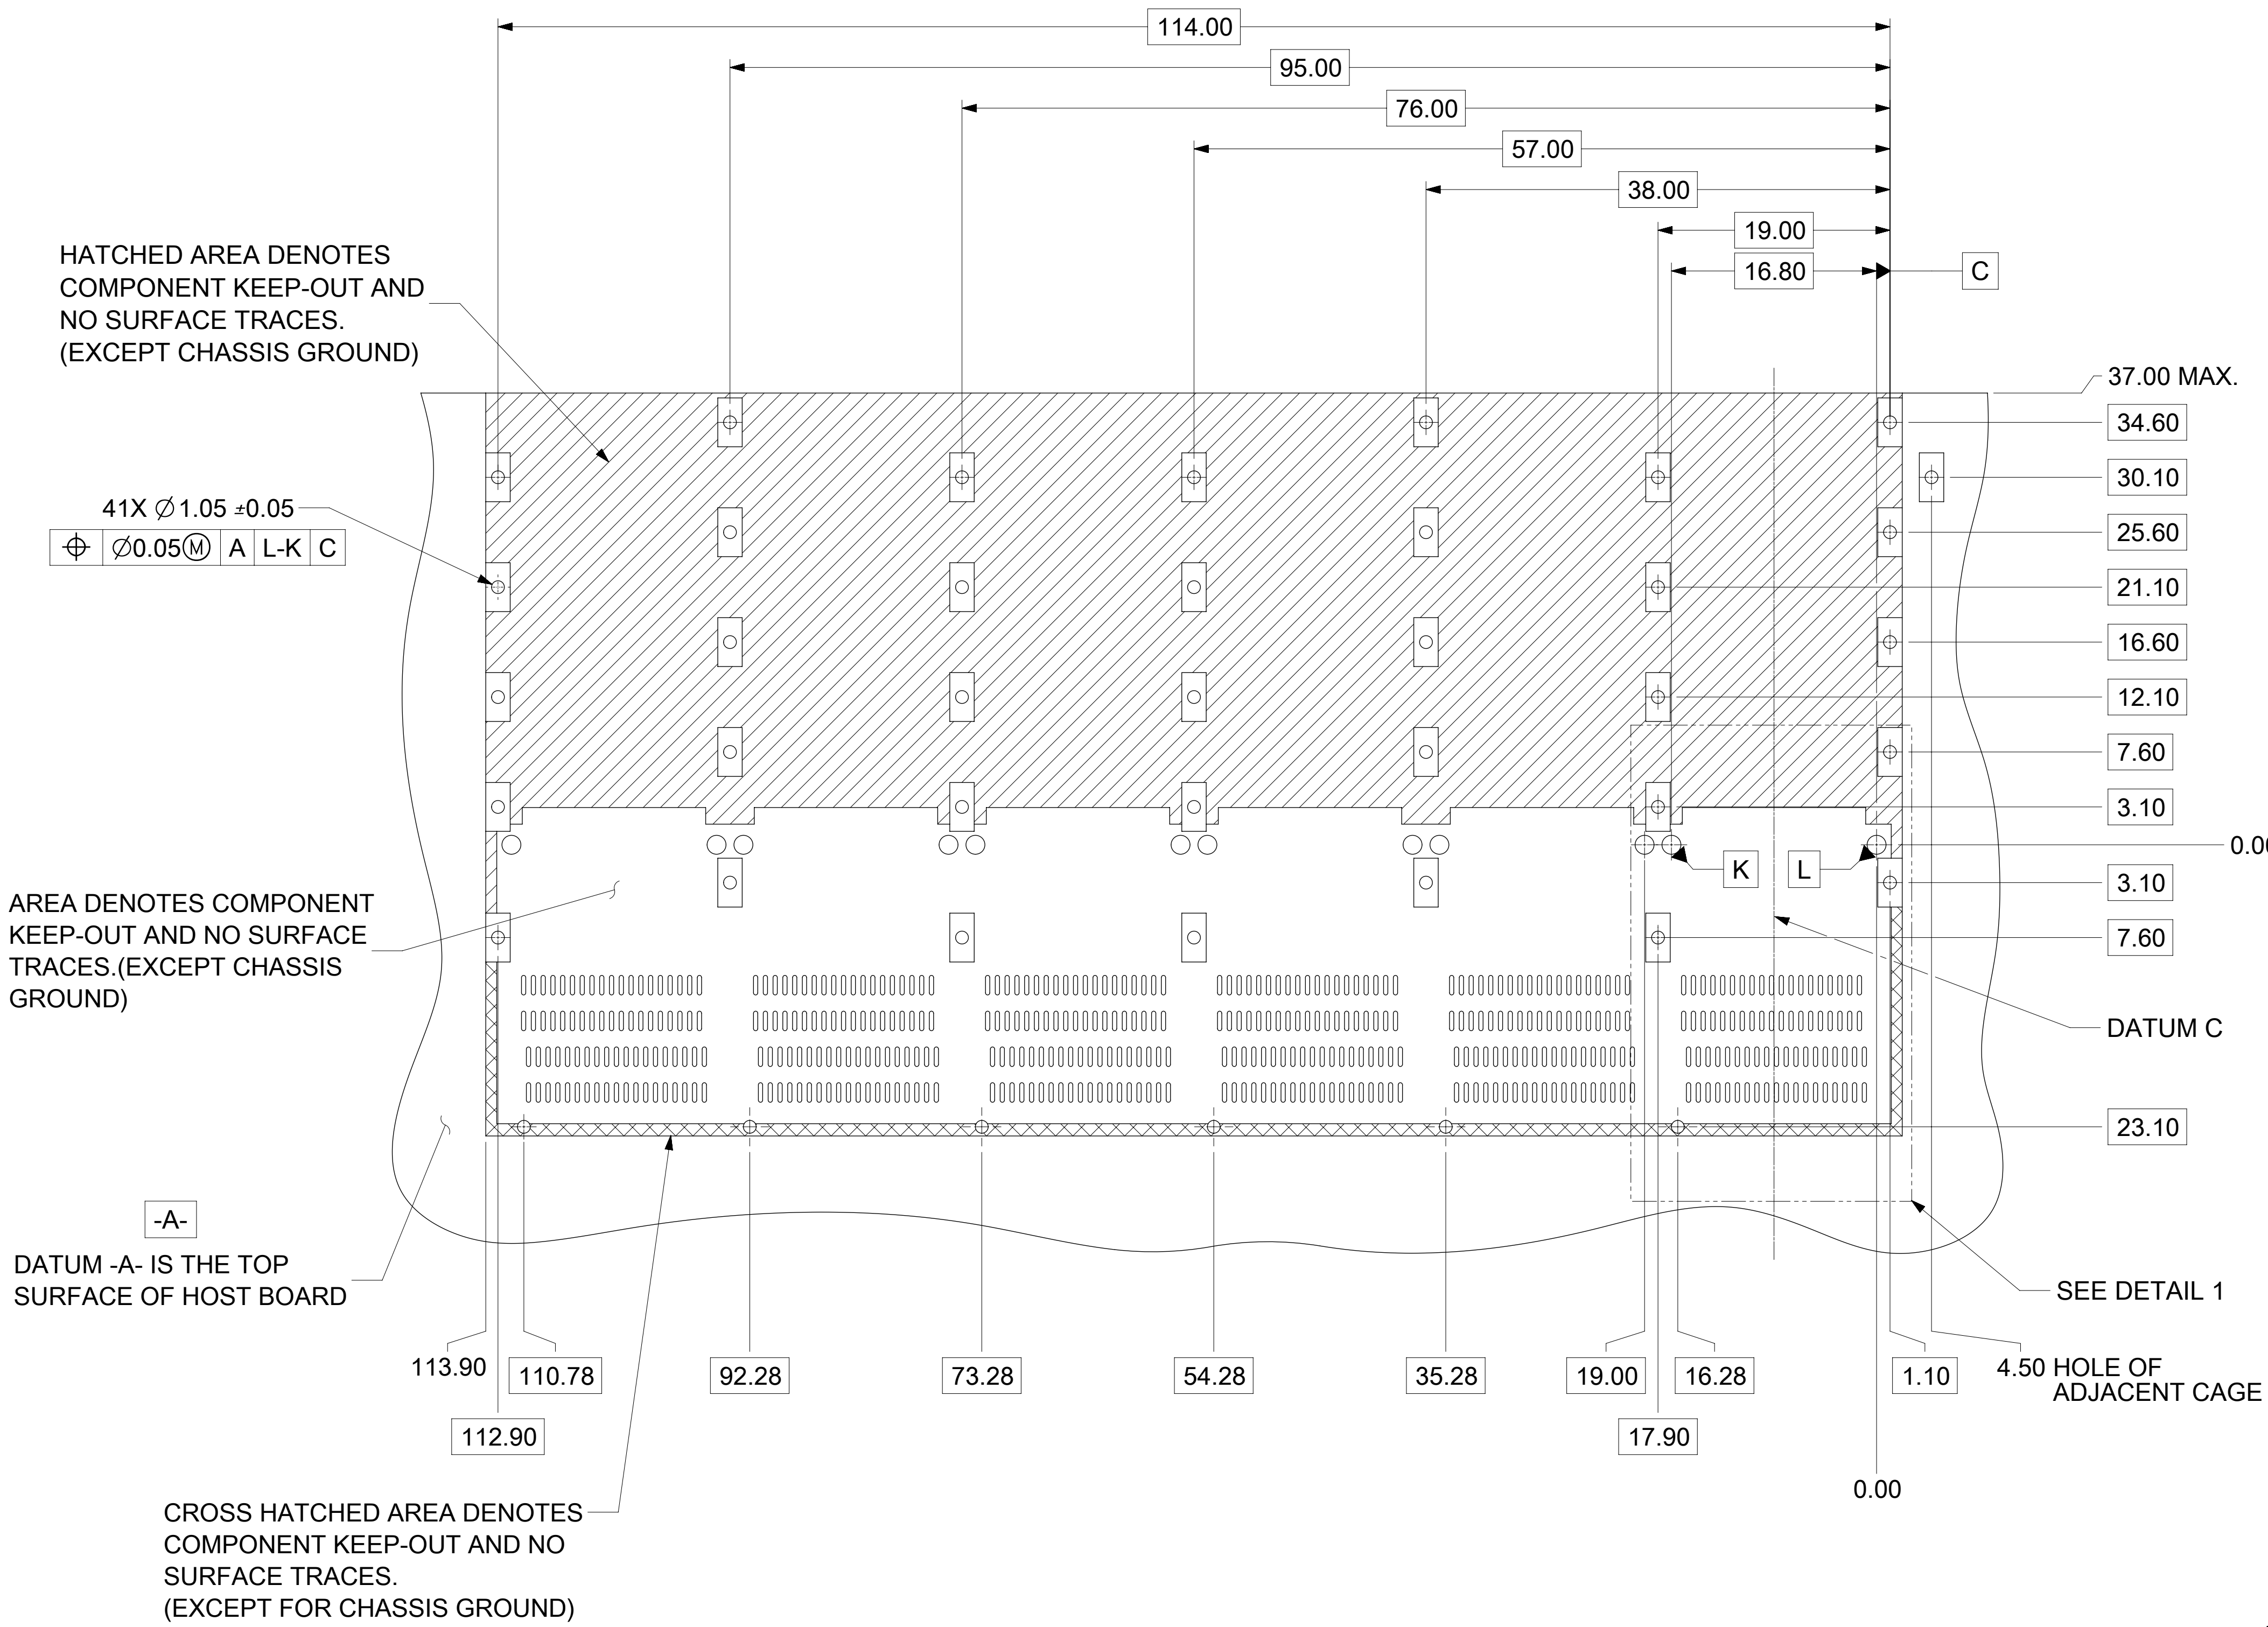 114.00
95.00
76.00
57.00
38.00
19.00
16.80
C
HATCHED AREA DENOTES
COMPONENT KEEP-OUT AND
NO SURFACE TRACES.
(EXCEPT CHASSIS GROUND)
37.00 MAX.
34.60
30.10
25.60
21.10
16.60
12.10
7.60
3.10
3.10
7.60
41X Ø1.05 ±0.05
⌖ Ø0.05Ⓜ A L-K C
K
L
AREA DENOTES COMPONENT
KEEP-OUT AND NO SURFACE
TRACES.(EXCEPT CHASSIS
GROUND)
DATUM C
23.10
-A-
DATUM -A- IS THE TOP
SURFACE OF HOST BOARD
SEE DETAIL 1
113.90
110.78
92.28
73.28
54.28
35.28
19.00
16.28
1.10
4.50 HOLE OF
ADJACENT CAGE
112.90
17.90
0.00
CROSS HATCHED AREA DENOTES
COMPONENT KEEP-OUT AND NO
SURFACE TRACES.
(EXCEPT FOR CHASSIS GROUND)